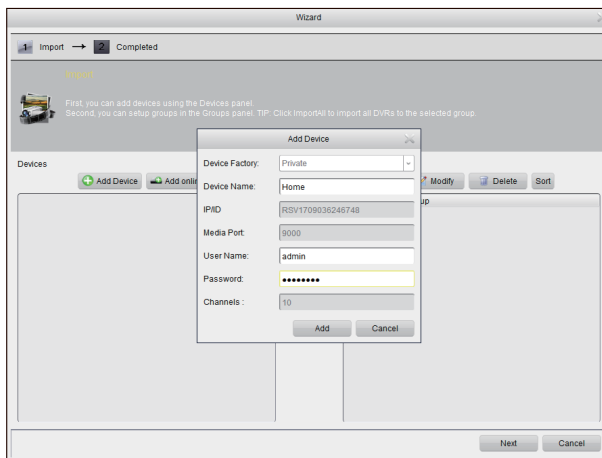 Wizard
1 Import → 2 Completed
Import
First, you can add devices using the Devices panel.
Second, you can setup groups in the Groups panel. TIP: Click ImportAll to import all DVRs to the selected group.
Devices
Add Device
Add onlin
Modify
Delete
Sort
up
Add Device
Device Factory: Private
Device Name: Home
IP/ID RSV1709036246748
Media Port: 9000
User Name: admin
Password: ●●●●●●●●
Channels : 10
Add Cancel
Next Cancel